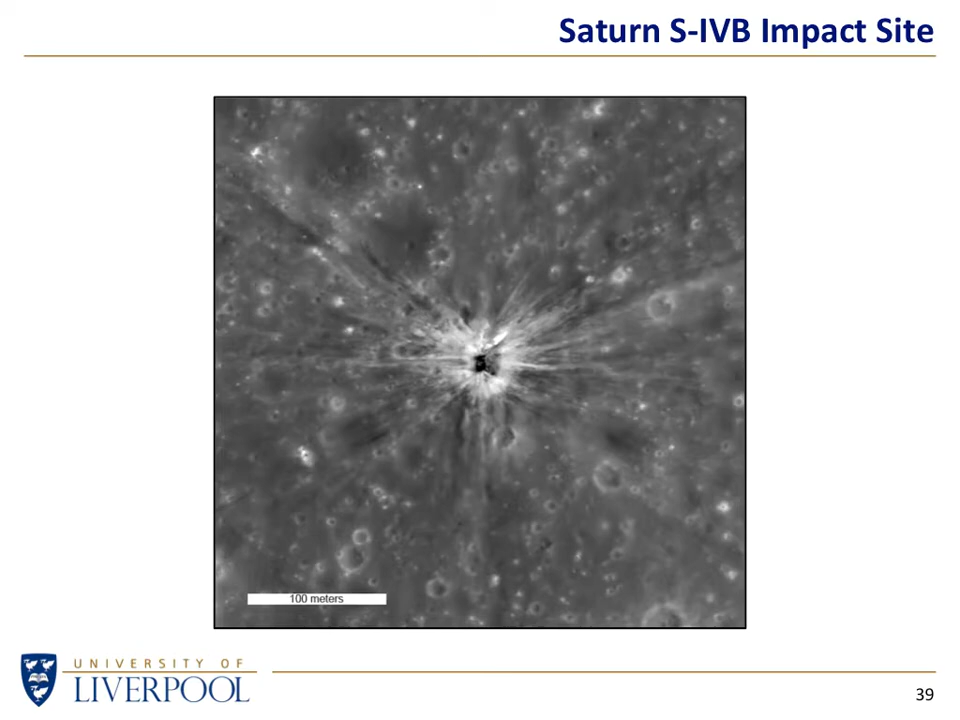 Saturn S-IVB Impact Site
100 meters
UNIVERSITY OF
LIVERPOOL
39